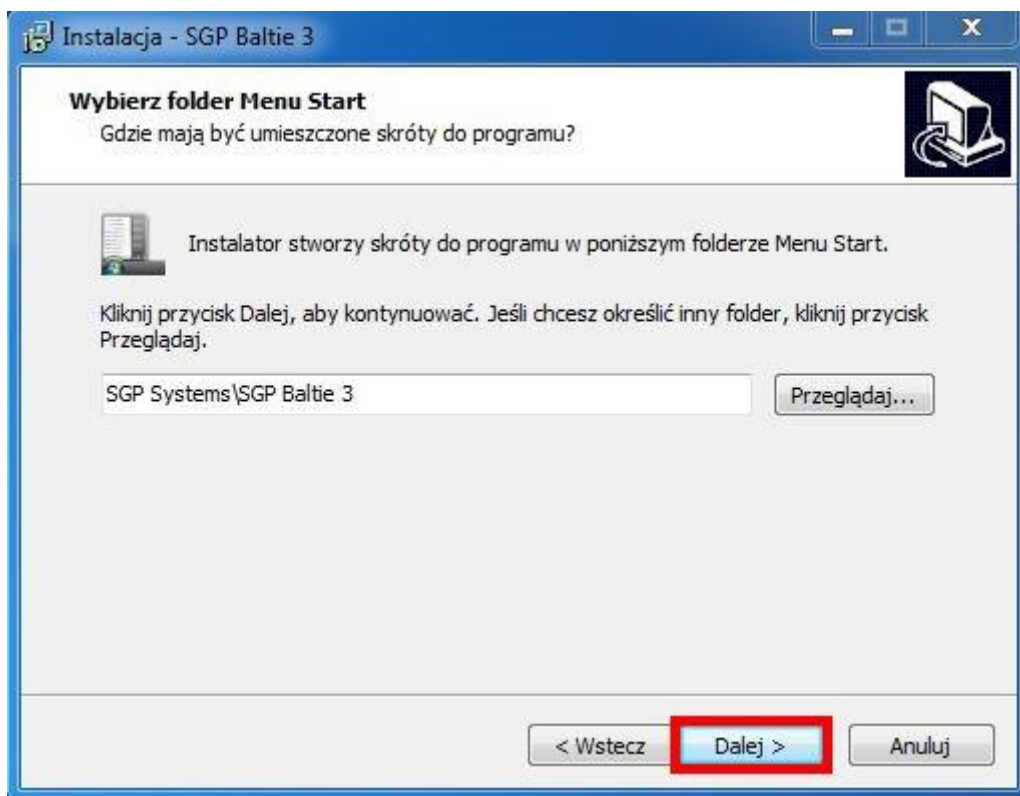 Instalacja - SGP Baltie 3
Wybierz folder Menu Start
Gdzie mają być umieszczone skróty do programu?
Instalator stworzy skróty do programu w poniższym folderze Menu Start.
Kliknij przycisk Dalej, aby kontynuować. Jeśli chcesz określić inny folder, kliknij przycisk
Przeglądaj.
SGP Systems\SGP Baltie 3
Przeglądaj...
< Wstecz
Dalej >
Anuluj